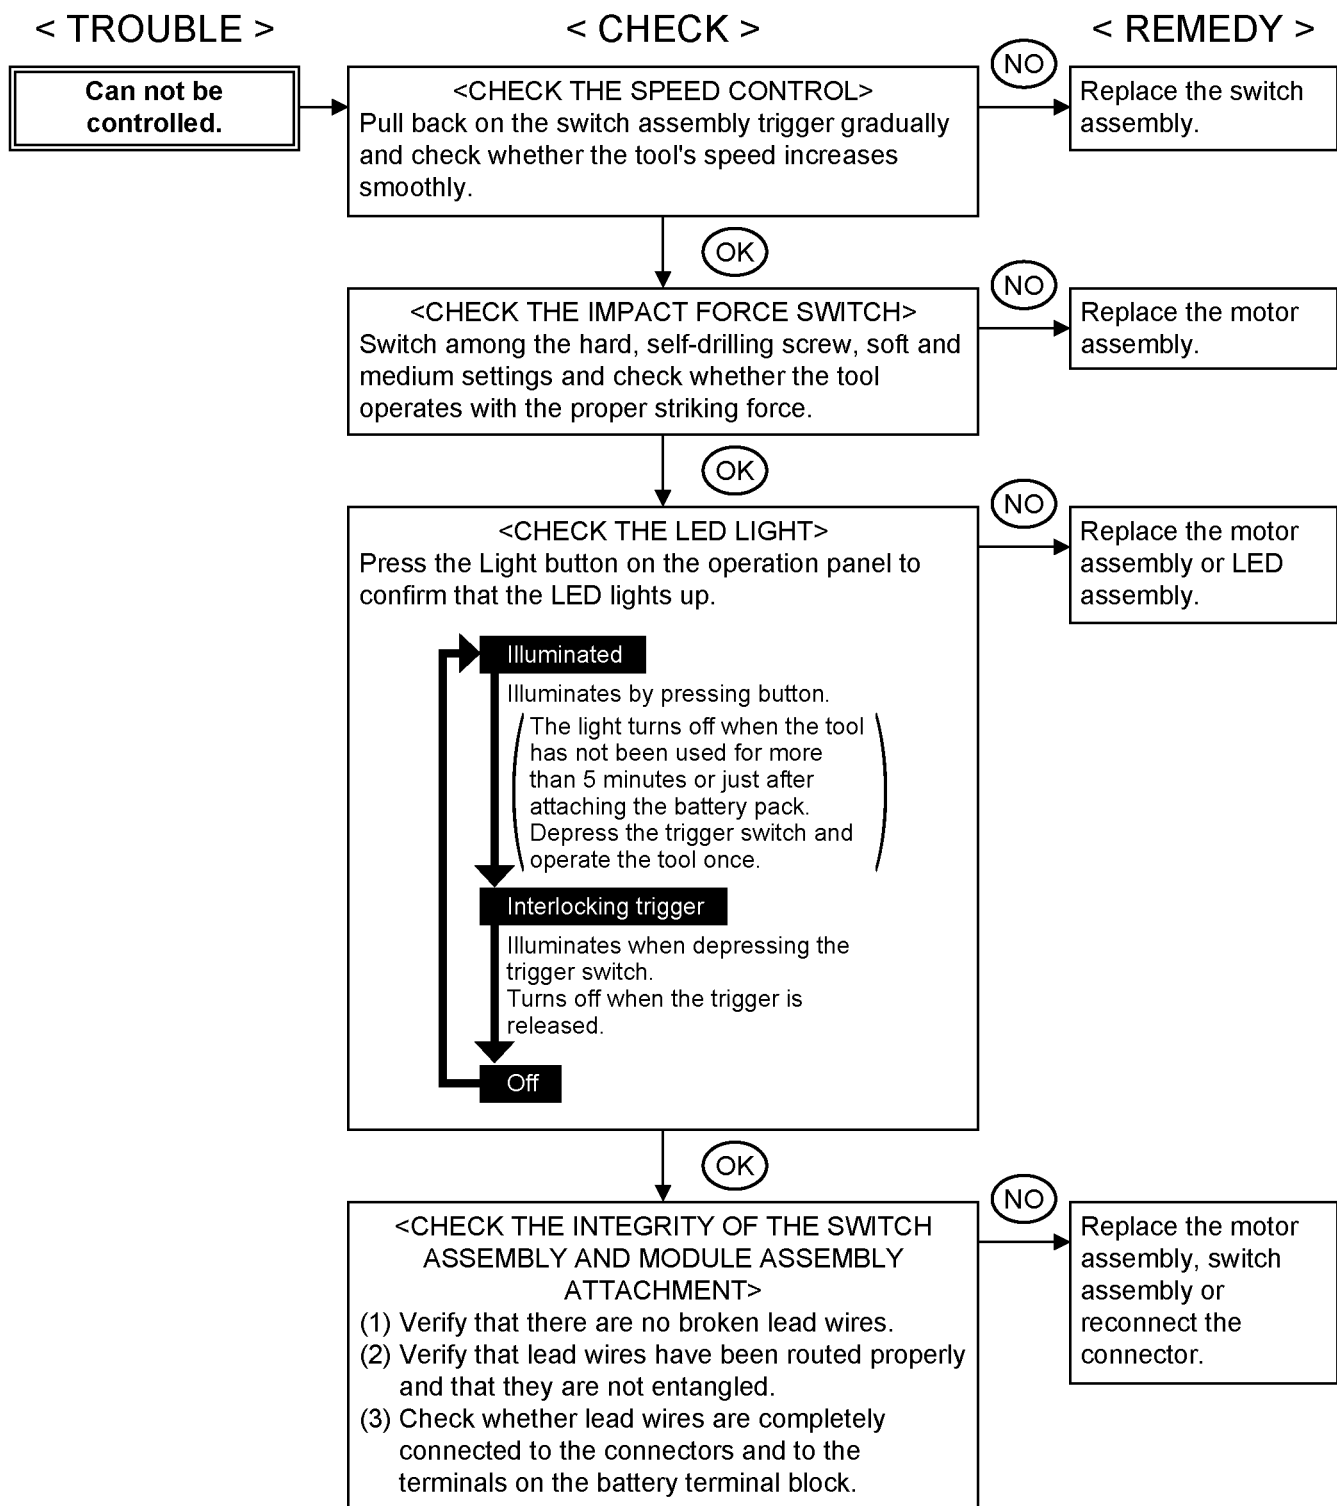 < TROUBLE >
< CHECK >
< REMEDY >
Can not be
controlled.
<CHECK THE SPEED CONTROL>
Pull back on the switch assembly trigger gradually
and check whether the tool's speed increases
smoothly.
NO
Replace the switch
assembly.
OK
<CHECK THE IMPACT FORCE SWITCH>
Switch among the hard, self-drilling screw, soft and
medium settings and check whether the tool
operates with the proper striking force.
NO
Replace the motor
assembly.
OK
<CHECK THE LED LIGHT>
Press the Light button on the operation panel to
confirm that the LED lights up.
NO
Replace the motor
assembly or LED
assembly.
Illuminated
Illuminates by pressing button.
The light turns off when the tool
has not been used for more
than 5 minutes or just after
attaching the battery pack.
Depress the trigger switch and
operate the tool once.
Interlocking trigger
Illuminates when depressing the
trigger switch.
Turns off when the trigger is
released.
Off
OK
<CHECK THE INTEGRITY OF THE SWITCH
ASSEMBLY AND MODULE ASSEMBLY
ATTACHMENT>
(1) Verify that there are no broken lead wires.
(2) Verify that lead wires have been routed properly
and that they are not entangled.
(3) Check whether lead wires are completely
connected to the connectors and to the
terminals on the battery terminal block.
NO
Replace the motor
assembly, switch
assembly or
reconnect the
connector.